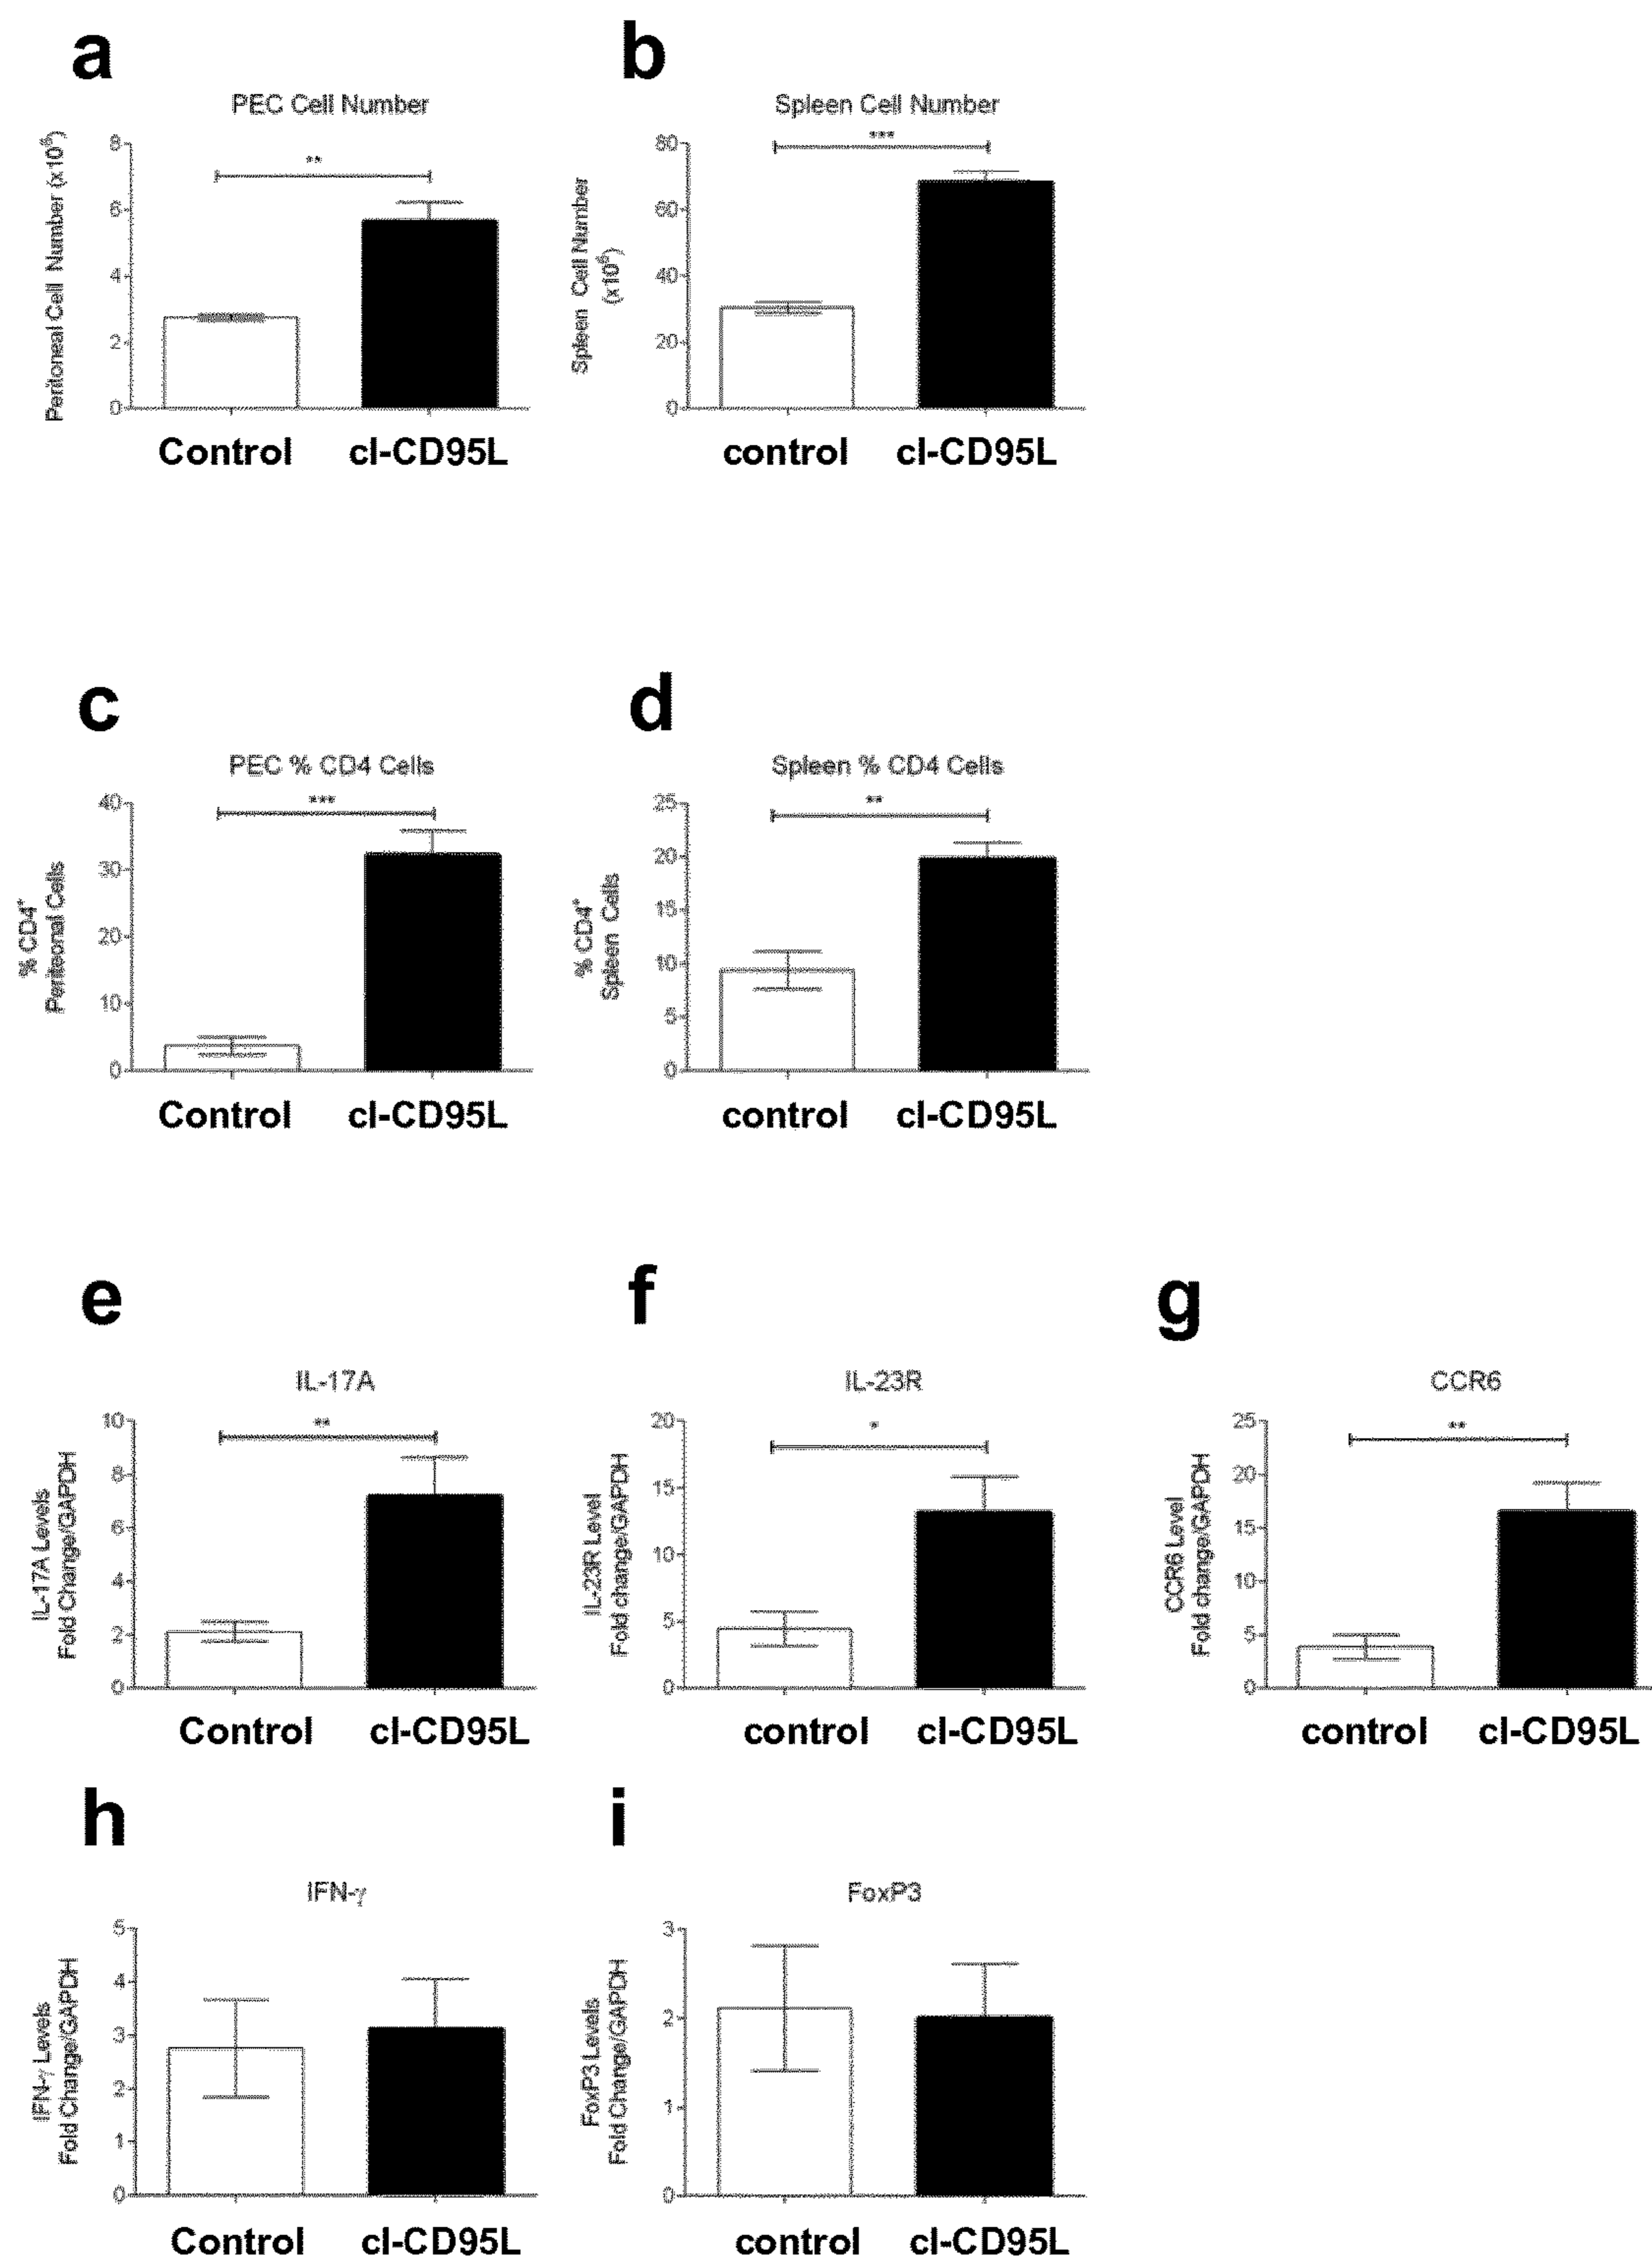 a
PEC Cell Number
Peritoneal Cell Number (x10⁶)
8
6
4
2
0
**
Control cl-CD95L
b
Spleen Cell Number
Spleen Cell Number
(x10⁶)
80
60
40
20
0
***
control cl-CD95L
c
PEC % CD4 Cells
% CD4⁺
Periteonal Cells
40
30
20
10
0
***
Control cl-CD95L
d
Spleen % CD4 Cells
% CD4⁺
Spleen Cells
25
20
15
10
5
0
**
control cl-CD95L
e
IL-17A
IL-17A Levels
Fold Change/GAPDH
10
8
6
4
2
0
**
Control cl-CD95L
f
IL-23R
IL-23R Level
Fold change/GAPDH
20
15
10
5
0
*
control cl-CD95L
g
CCR6
CCR6 Level
Fold change/GAPDH
25
20
15
10
5
0
**
control cl-CD95L
h
IFN-γ
IFN-γ Levels
Fold Change/GAPDH
5
4
3
2
1
0
Control cl-CD95L
i
FoxP3
FoxP3 Levels
Fold Change/GAPDH
3
2
1
0
control cl-CD95L